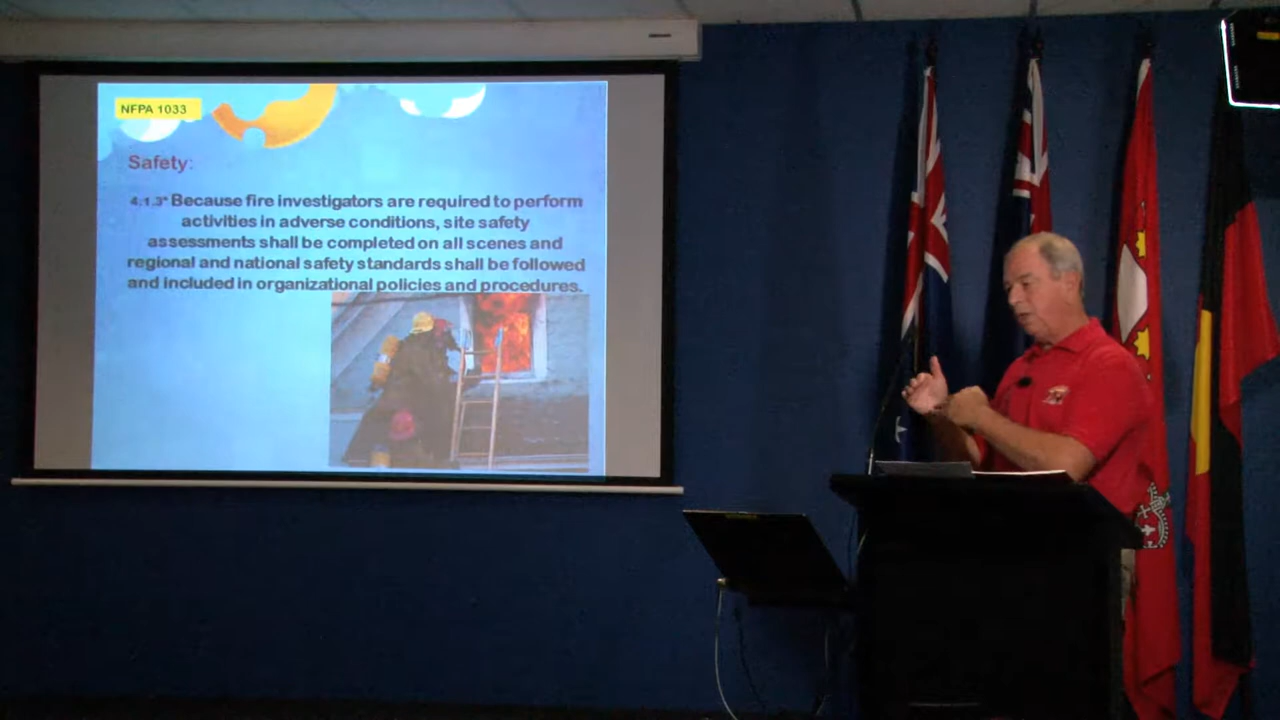 NFPA 1033
Safety:
4.1.3* Because fire investigators are required to perform
activities in adverse conditions, site safety
assessments shall be completed on all scenes and
regional and national safety standards shall be followed
and included in organizational policies and procedures.